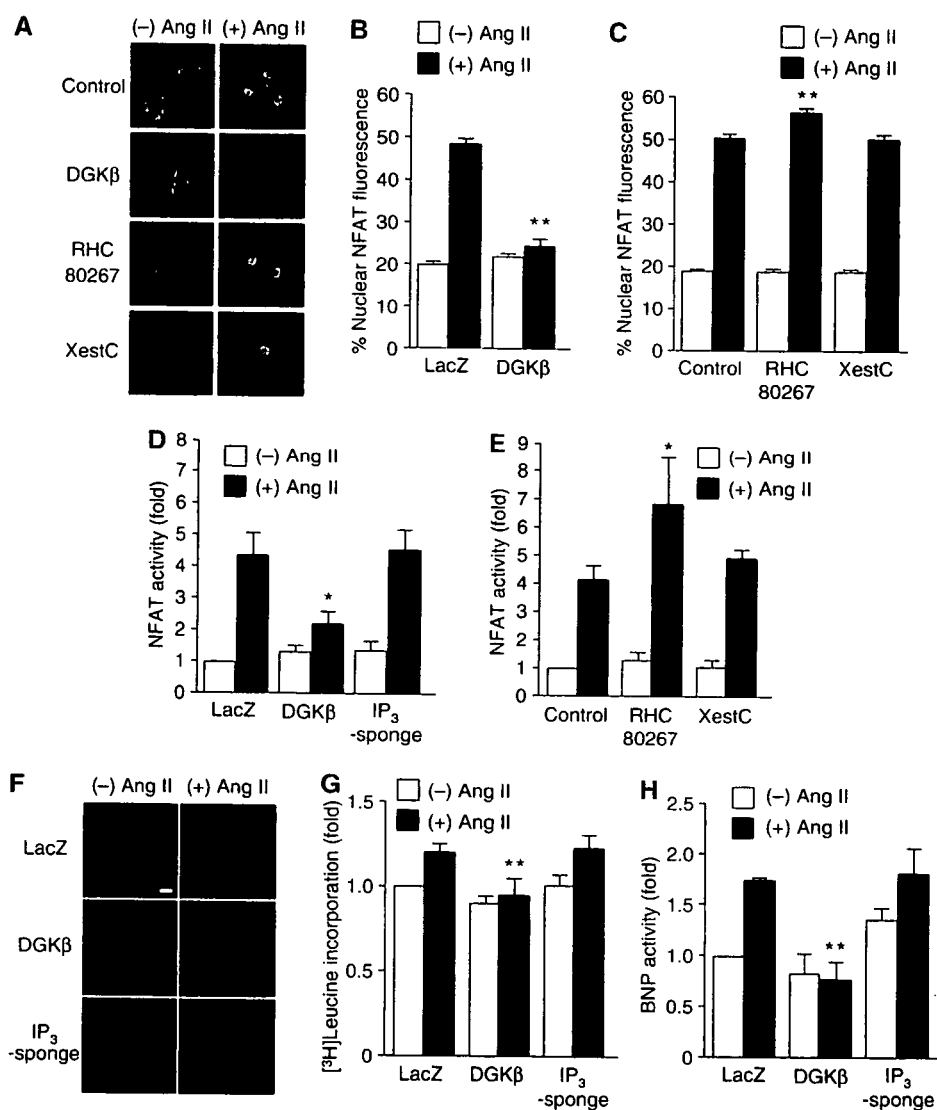 A
(–) Ang II (+) Ang II
Control
DGKβ
RHC
80267
XestC
B
(–) Ang II
(+) Ang II
% Nuclear NFAT fluorescence
60
50
40
30
20
10
0
**
LacZ DGKβ
C
(–) Ang II
(+) Ang II
% Nuclear NFAT fluorescence
60
50
40
30
20
10
0
**
Control RHC XestC
80267
D
(–) Ang II
(+) Ang II
NFAT activity (fold)
8
7
6
5
4
3
2
1
0
*
LacZ DGKβ IP3
-sponge
E
(–) Ang II
(+) Ang II
NFAT activity (fold)
9
8
7
6
5
4
3
2
1
0
*
Control RHC XestC
80267
F
(–) Ang II (+) Ang II
LacZ
DGKβ
IP3
-sponge
G
(–) Ang II
(+) Ang II
[3H]Leucine incorporation (fold)
1.5
1.0
0.5
0
**
LacZ DGKβ IP3
-sponge
H
(–) Ang II
(+) Ang II
BNP activity (fold)
2.5
2.0
1.5
1.0
0.5
0
**
LacZ DGKβ IP3
-sponge